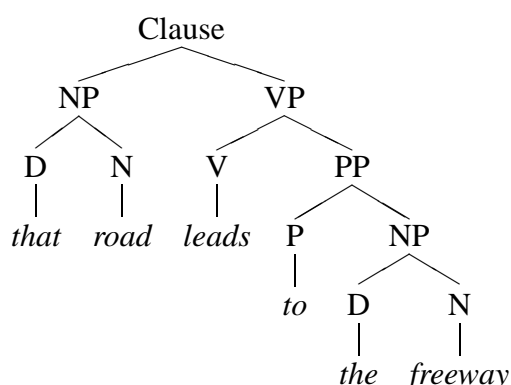 Clause
NP VP
D N V PP
that road leads P NP
to D N
the freeway